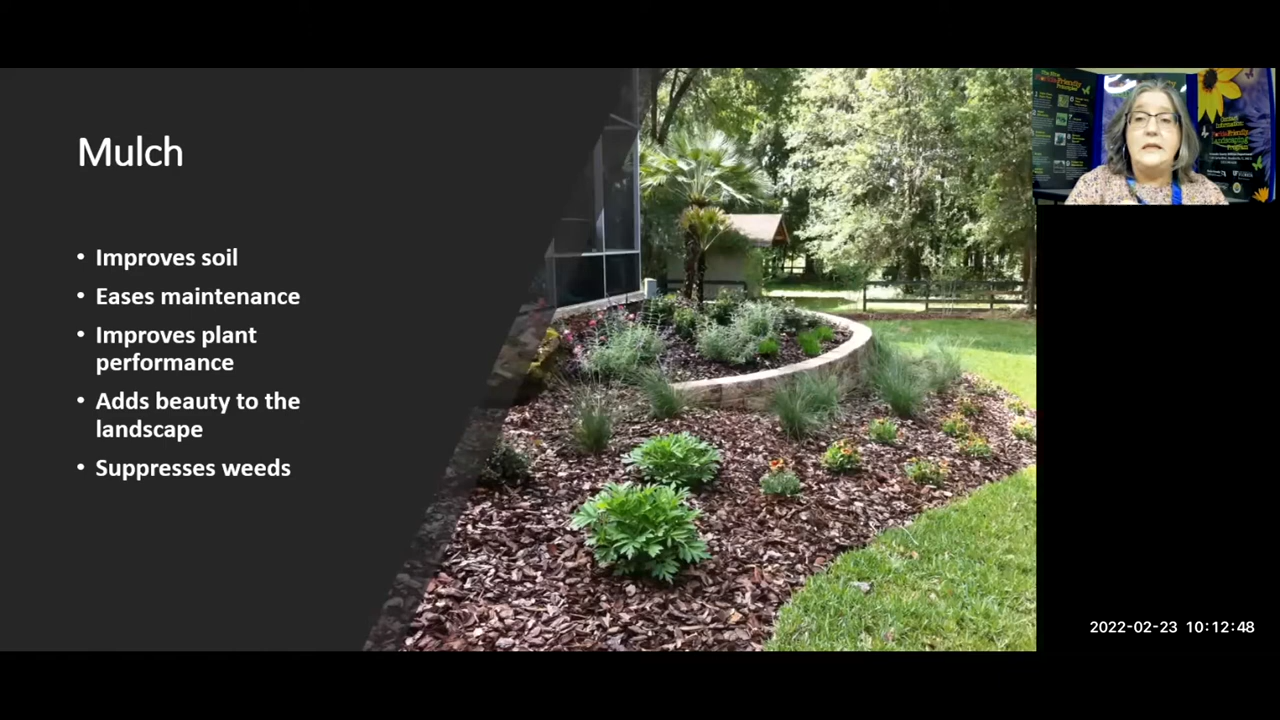 Mulch
• Improves soil
• Eases maintenance
• Improves plant
performance
• Adds beauty to the
landscape
• Suppresses weeds
2022-02-23 10:12:48